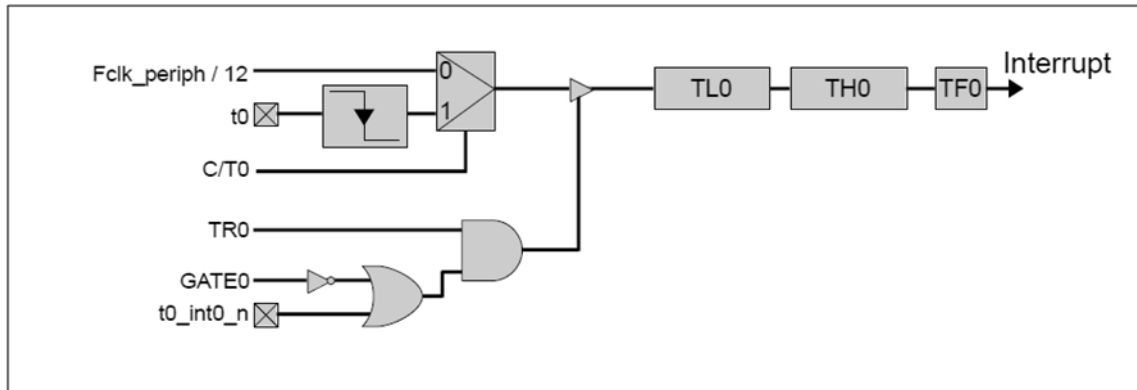 Fclk_periph / 12
0
t0
1
C/T0
TL0
TH0
TF0
Interrupt
TR0
GATE0
t0_int0_n